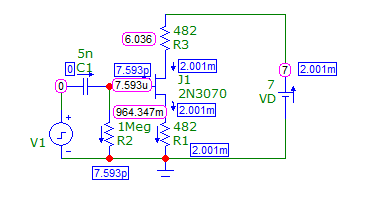 482
R3
6.036
5n
C1
0
0
7.593p
7.593u
2.001m
J1
2N3070
2.001m
964.347m
1Meg
R2
482
R1
2.001m
7.593p
V1
7
2.001m
7
VD